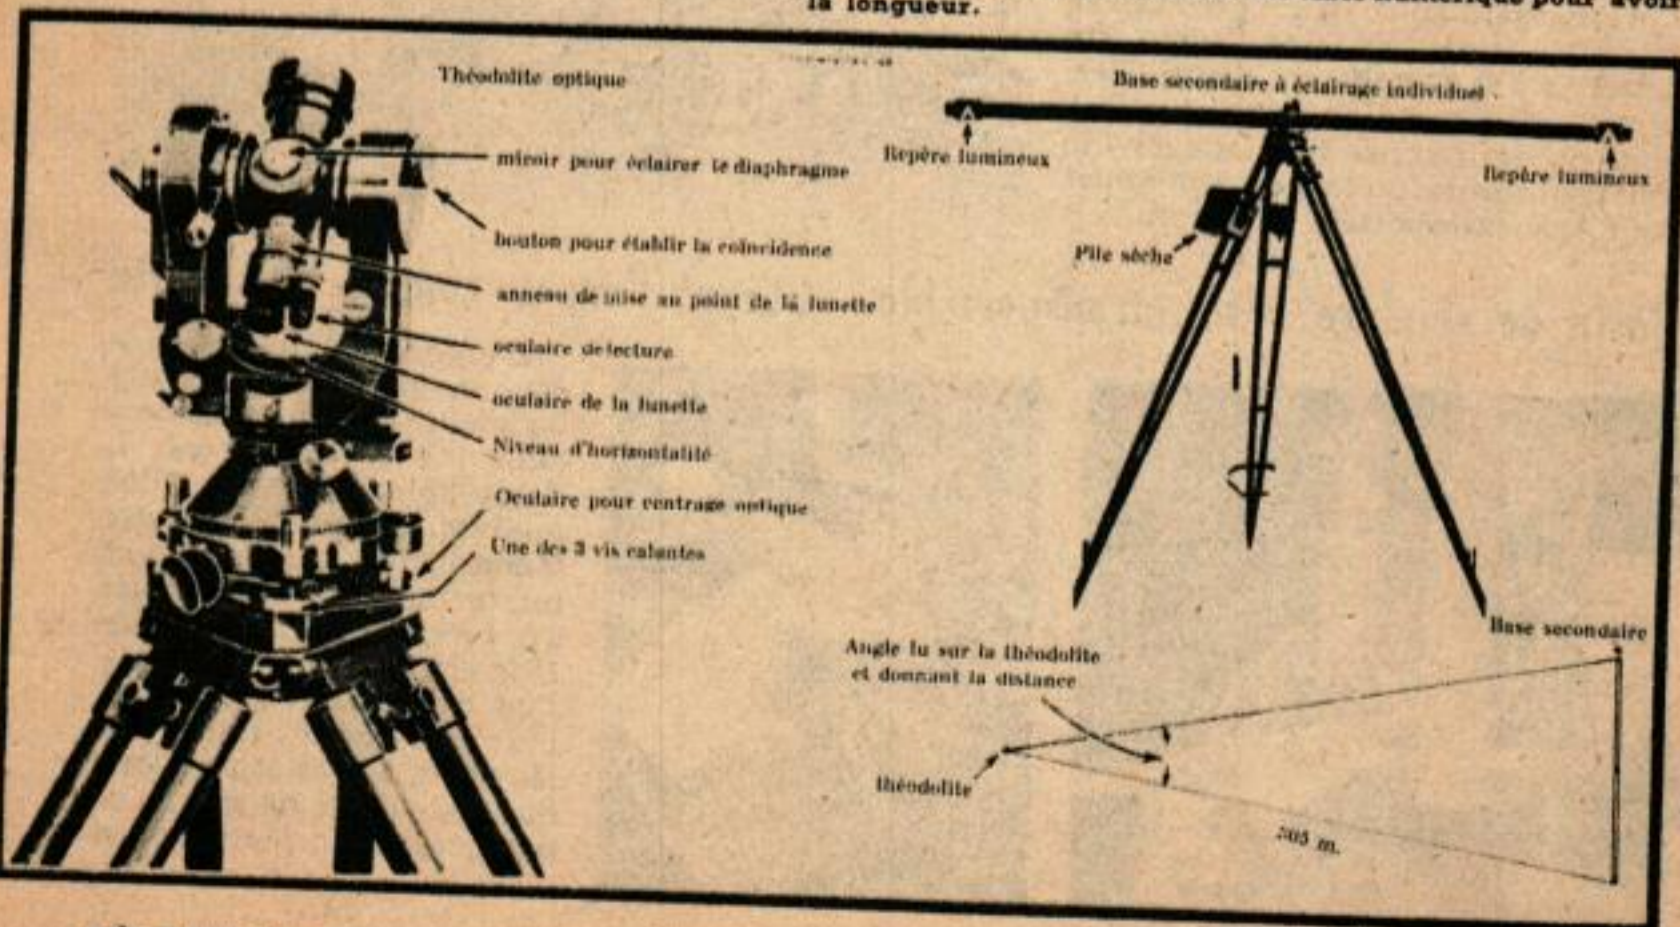 numérique pour avoir
la longueur.
Théodolite optique
miroir pour éclairer le diaphragme
bouton pour établir la coïncidence
anneau de mise au point de la lunette
oculaire de lecture
oculaire de la lunette
Niveau d'horizontalité
Oculaire pour centrage optique
Une des 3 vis calantes
Base secondaire à éclairage individuel
Repère lumineux
Repère lumineux
Pile sèche
Base secondaire
Angle lu sur la théodolite
et donnant la distance
théodolite
m.